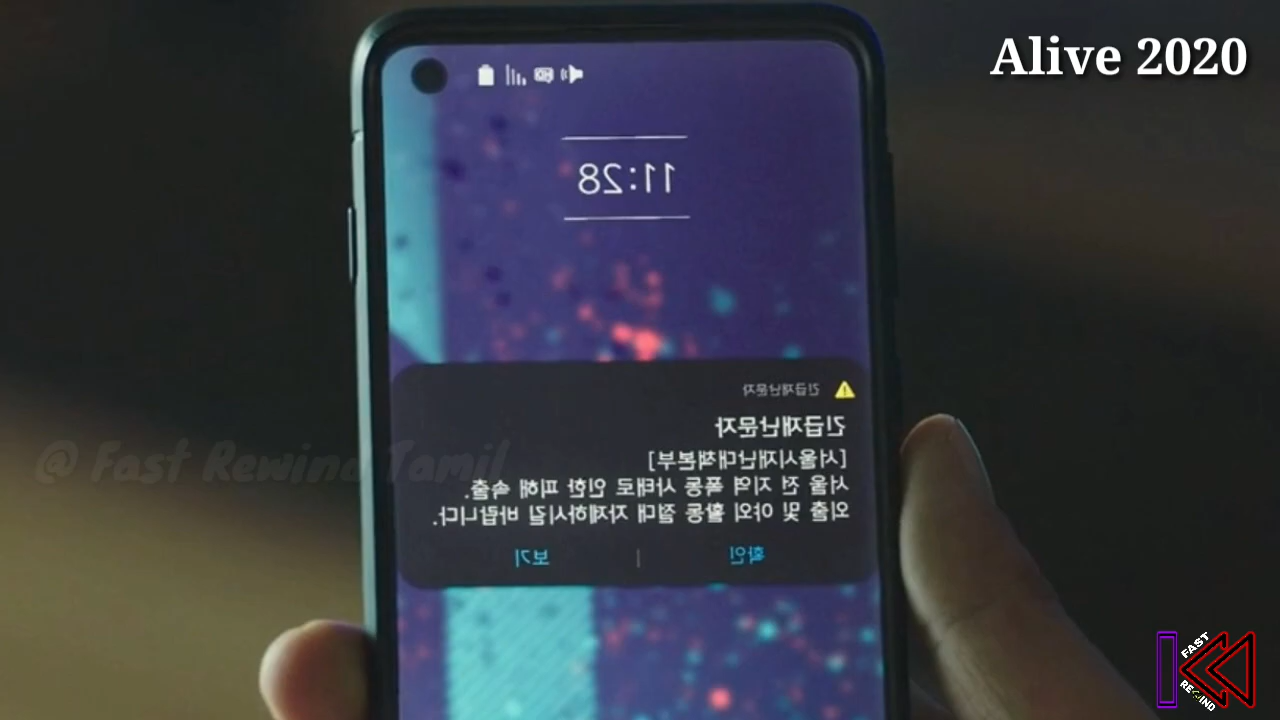 Alive 2020
11:28
긴급재난문자
긴급재난문자
[서울시재난대책본부]
서울 전 지역 폭동 사태로 인한 피해 속출.
외출 및 야외 활동 절대 자제하시길 바랍니다.
확인 | 보기
@ Fast Rewind Tamil
FAST
REWIND